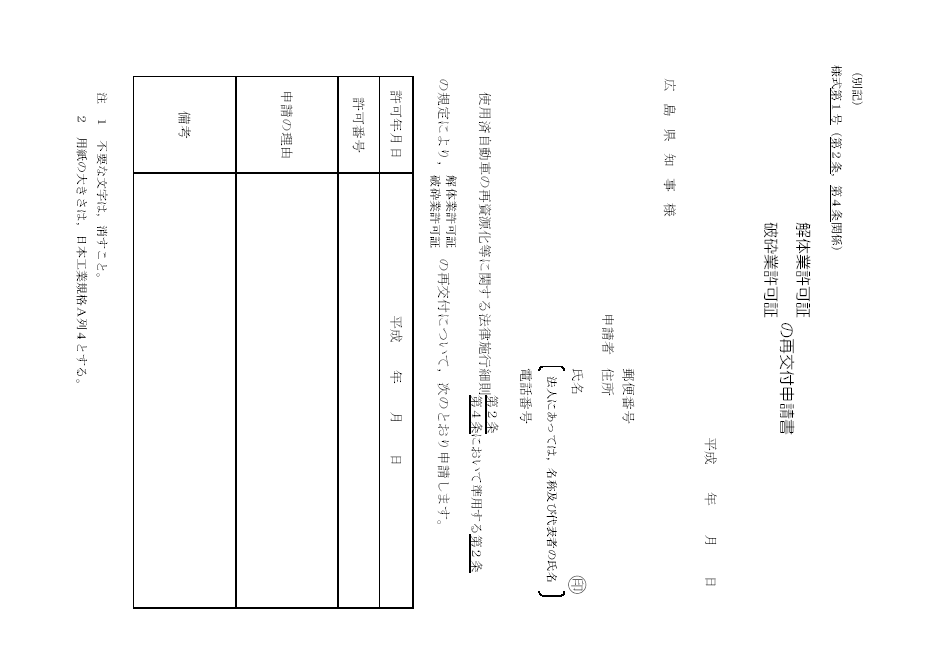 （別記）
様式第１号（第２条，第４条関係）
解体業許可証
破砕業許可証
の再交付申請書
平成　　年　　月　　日
広　島　県　知　事　様
郵便番号
申請者　住所
氏名　㊞
法人にあっては，名称及び代表者の氏名
電話番号
使用済自動車の再資源化等に関する法律施行細則
第２条
第４条において準用する第２条
の規定により，
解体業許可証
破砕業許可証
の再交付について，次のとおり申請します。
許可年月日　平成　　年　　月　　日
許可番号
申請の理由
備考
注　１　不要な文字は，消すこと。
２　用紙の大きさは，日本工業規格Ａ列４とする。